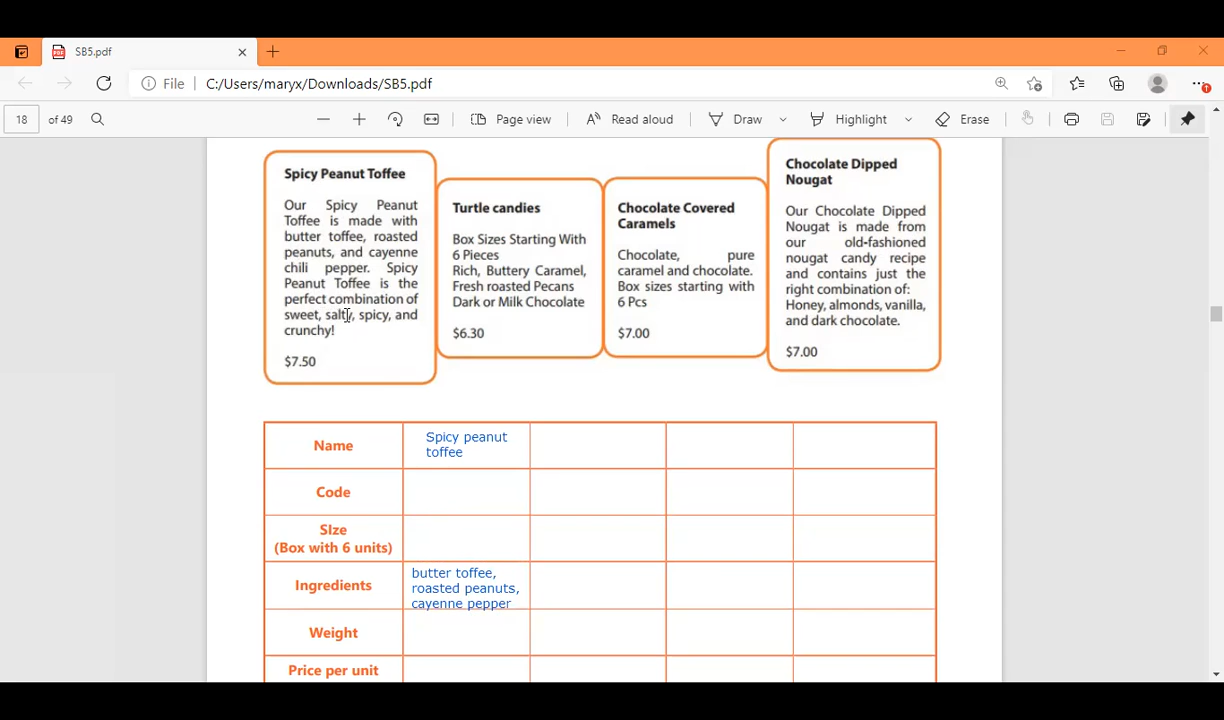 SB5.pdf
File C:/Users/maryx/Downloads/SB5.pdf
18 of 49 Page view Read aloud Draw Highlight Erase
Spicy Peanut Toffee
Our Spicy Peanut
Toffee is made with
butter toffee, roasted
peanuts, and cayenne
chili pepper. Spicy
Peanut Toffee is the
perfect combination of
sweet, salty, spicy, and
crunchy!
$7.50
Turtle candies
Box Sizes Starting With
6 Pieces
Rich, Buttery Caramel,
Fresh roasted Pecans
Dark or Milk Chocolate
$6.30
Chocolate Covered
Caramels
Chocolate, pure
caramel and chocolate.
Box sizes starting with
6 Pcs
$7.00
Chocolate Dipped
Nougat
Our Chocolate Dipped
Nougat is made from
our old-fashioned
nougat candy recipe
and contains just the
right combination of:
Honey, almonds, vanilla,
and dark chocolate.
$7.00
Name
Spicy peanut
toffee
Code
SIze
(Box with 6 units)
Ingredients
butter toffee,
roasted peanuts,
cayenne pepper
Weight
Price per unit